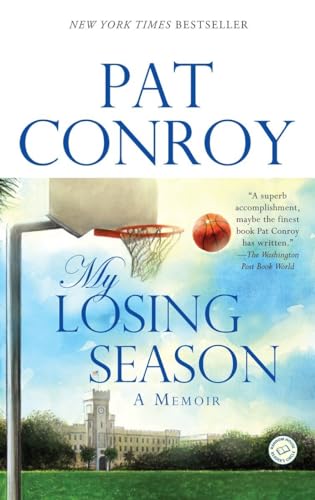 NEW YORK TIMES BESTSELLER
PAT
CONROY
"A superb
accomplishment,
maybe the finest
book Pat Conroy
has written."
—The Washington
Post Book World
My
LOSING
SEASON
A MEMOIR